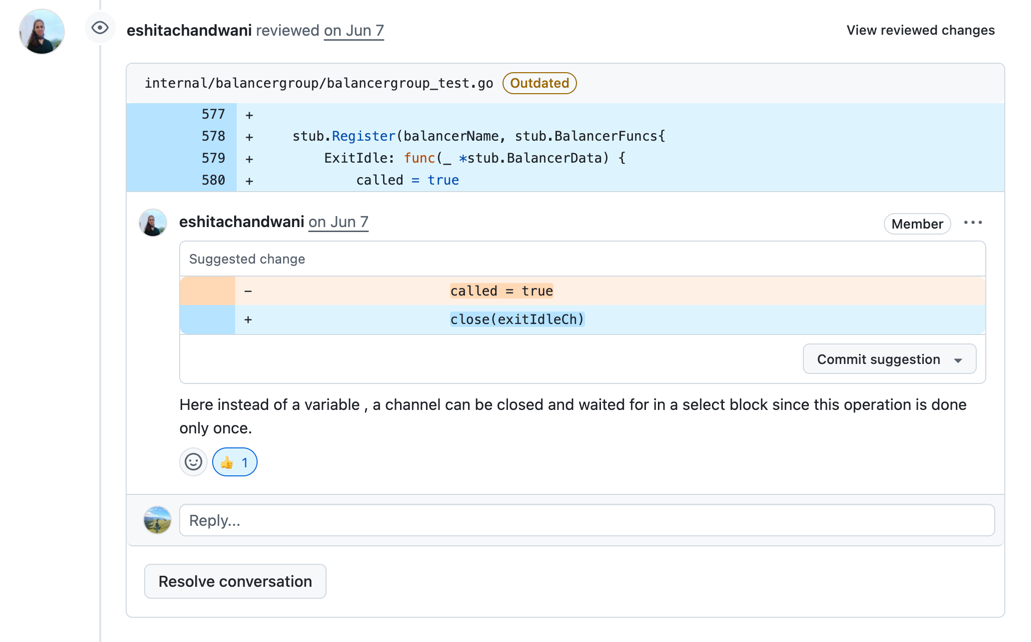 eshitachandwani reviewed on Jun 7 View reviewed changes
internal/balancergroup/balancergroup_test.go Outdated
577 +
578 + stub.Register(balancerName, stub.BalancerFuncs{
579 + ExitIdle: func(_ *stub.BalancerData) {
580 + called = true
eshitachandwani on Jun 7 Member
Suggested change
- called = true
+ close(exitIdleCh)
Commit suggestion
Here instead of a variable , a channel can be closed and waited for in a select block since this operation is done
only once.
1
Reply...
Resolve conversation